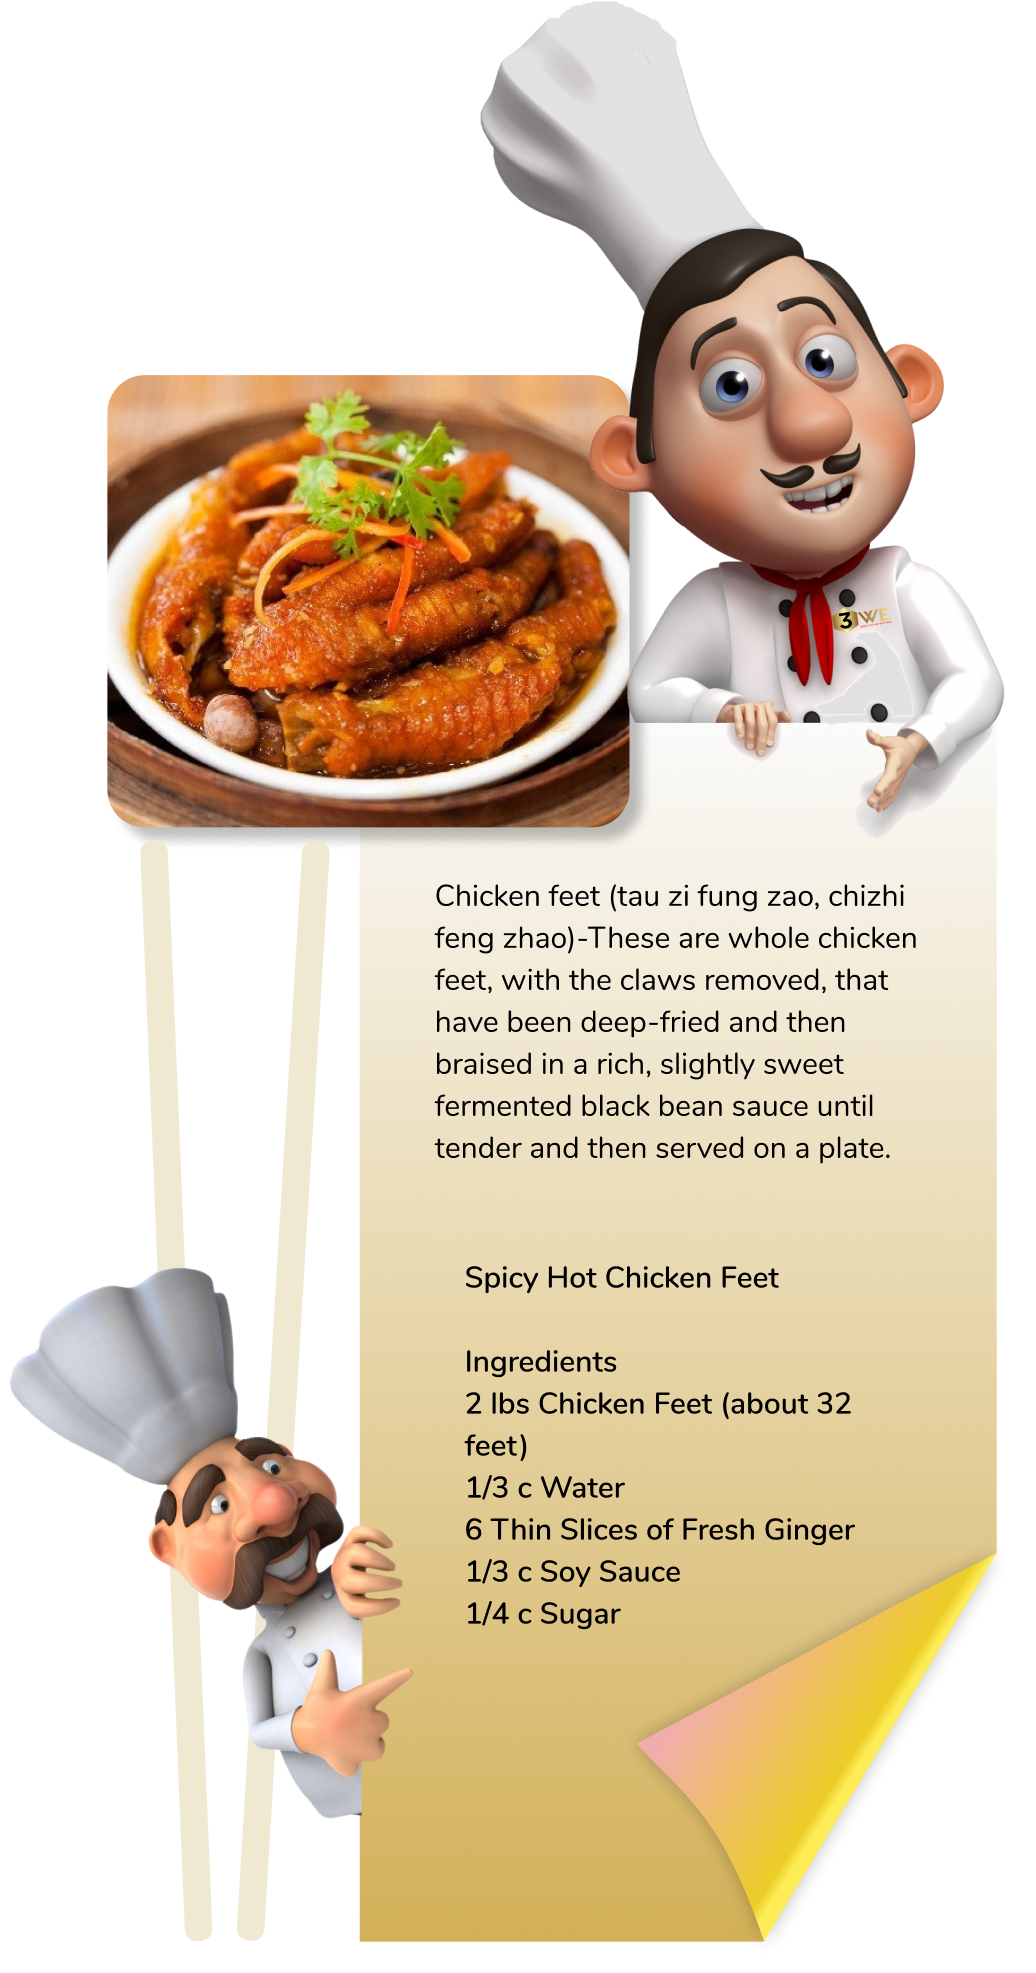 3WE
Chicken feet (tau zi fung zao, chizhi
feng zhao)-These are whole chicken
feet, with the claws removed, that
have been deep-fried and then
braised in a rich, slightly sweet
fermented black bean sauce until
tender and then served on a plate.
Spicy Hot Chicken Feet
Ingredients
2 lbs Chicken Feet (about 32
feet)
1/3 c Water
6 Thin Slices of Fresh Ginger
1/3 c Soy Sauce
1/4 c Sugar